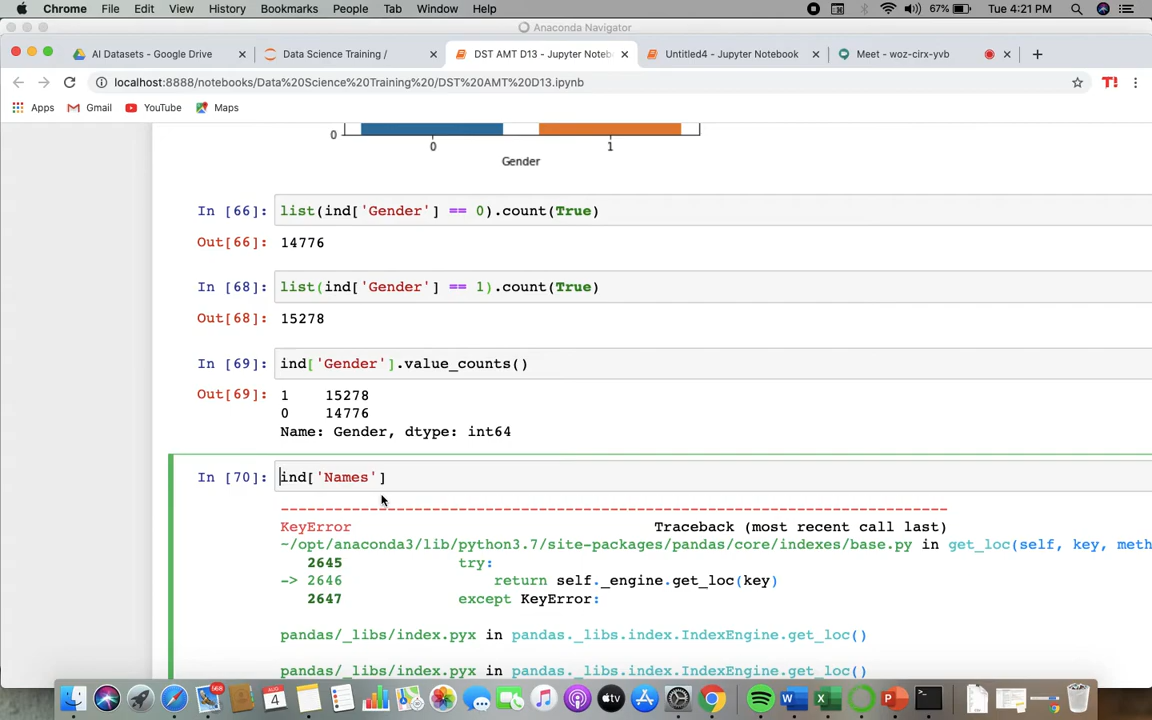 Chrome File Edit View History Bookmarks People Tab Window Help 67% Tue 4:21 PM
Anaconda Navigator
AI Datasets - Google Drive Data Science Training / DST AMT D13 - Jupyter Noteb Untitled4 - Jupyter Notebook Meet - woz-cirx-yvb
localhost:8888/notebooks/Data%20Science%20Training%20/DST%20AMT%20D13.ipynb T!
Apps Gmail YouTube Maps
0
0 1
Gender
In [66]: list(ind['Gender'] == 0).count(True)
Out[66]: 14776
In [68]: list(ind['Gender'] == 1).count(True)
Out[68]: 15278
In [69]: ind['Gender'].value_counts()
Out[69]: 1 15278
0 14776
Name: Gender, dtype: int64
In [70]: ind['Names']
---------------------------------------------------------------------------
KeyError Traceback (most recent call last)
~/opt/anaconda3/lib/python3.7/site-packages/pandas/core/indexes/base.py in get_loc(self, key, meth
2645 try:
-> 2646 return self._engine.get_loc(key)
2647 except KeyError:
pandas/_libs/index.pyx in pandas._libs.index.IndexEngine.get_loc()
pandas/_libs/index.pyx in pandas._libs.index.IndexEngine.get_loc()